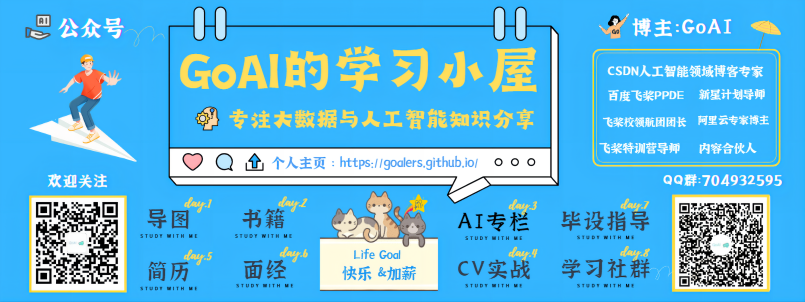 AI
公众号
GoAI的学习小屋
专注大数据与人工智能知识分享
个人主页：https://goalers.github.io/
博主:GoAI
CSDN人工智能领域博客专家
百度飞桨PPDE 新星计划导师
飞桨校领航团团长 阿里云专家博主
飞桨特训营导师 内容合伙人
欢迎关注
QQ群:704932595
day.1
导图
STUDY WITH ME
day.2
书籍
STUDY WITH ME
day.3
AI专栏
STUDY WITH ME
day.7
毕设指导
STUDY WITH ME
day.5
简历
STUDY WITH ME
day.6
面经
STUDY WITH ME
Life Goal
快乐 &加薪
day.4
CV实战
STUDY WITH ME
day.8
学习社群
STUDY WITH ME